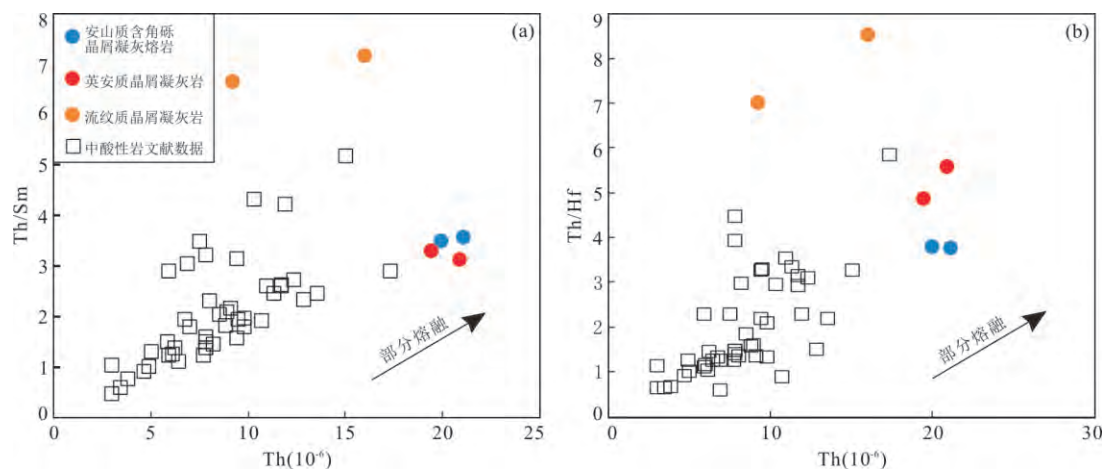 (a)
安山质含角砾
晶屑凝灰熔岩
英安质晶屑凝灰岩
流纹质晶屑凝灰岩
中酸性岩文献数据
8
7
6
5
4
3
2
1
0
Th/Sm
部分熔融
0 5 10 15 20 25
Th(10⁻⁶)
(b)
9
8
7
6
5
4
3
2
1
0
Th/Hf
部分熔融
0 10 20 30
Th(10⁻⁶)